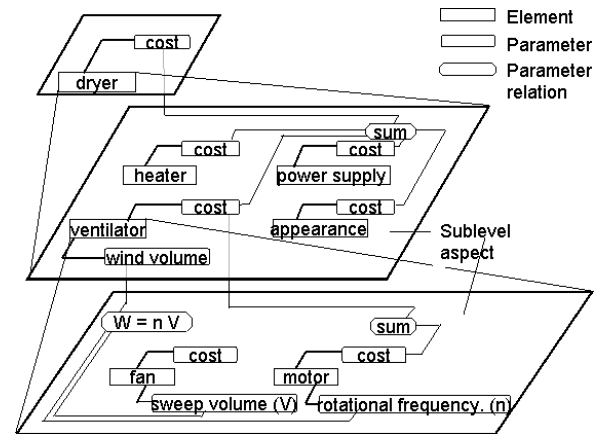 Element
Parameter
Parameter
relation
cost
dryer
sum
cost
cost
heater
power supply
cost
cost
ventilator
appearance
wind volume
Sublevel
aspect
W = n V
sum
cost
cost
fan
motor
sweep volume (V)
rotational frequency. (n)